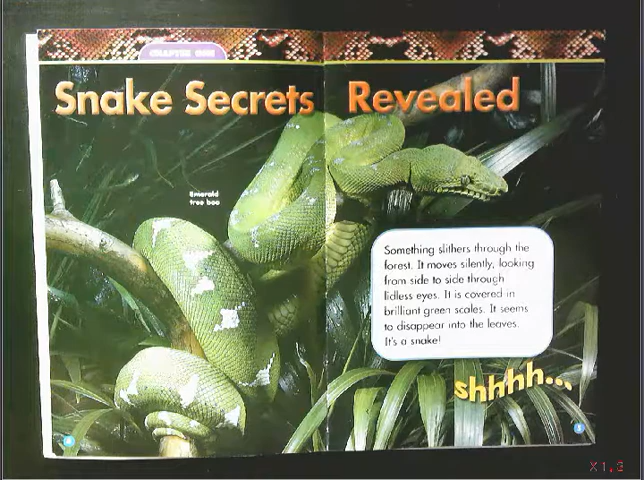 CHAPTER ONE
Snake Secrets Revealed
Emerald
tree boa
Something slithers through the
forest. It moves silently, looking
from side to side through
lidless eyes. It is covered in
brilliant green scales. It seems
to disappear into the leaves.
It's a snake!
shhhh...
X1.3